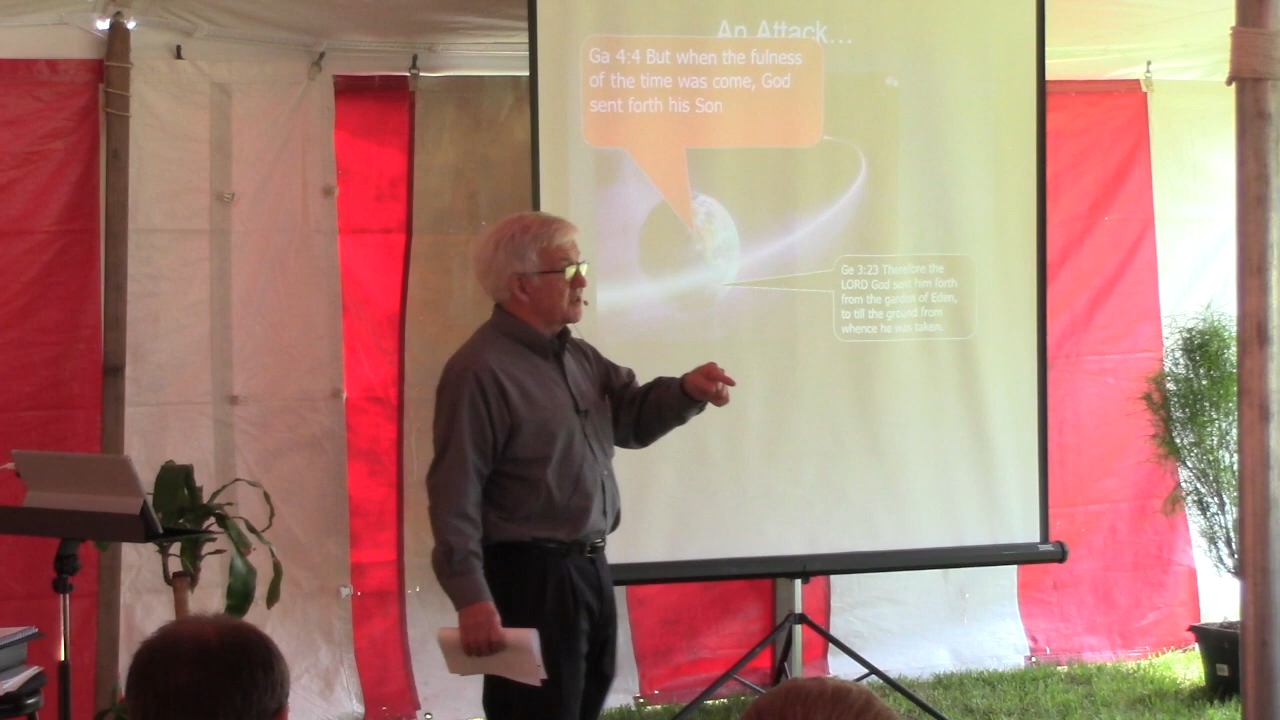 An Attack...
Ga 4:4 But when the fulness
of the time was come, God
sent forth his Son
Ge 3:23 Therefore the
LORD God sent him forth
from the garden of Eden,
to till the ground from
whence he was taken.